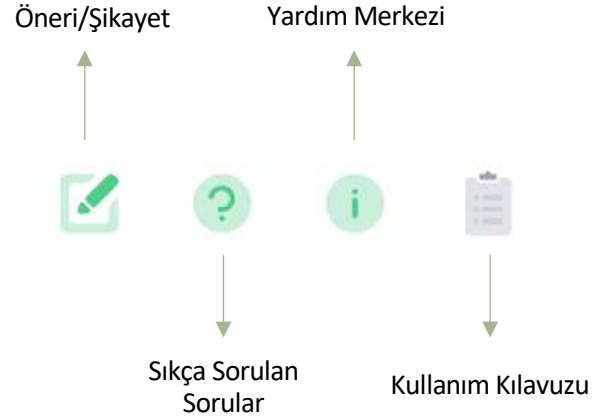 Öneri/Şikayet
Yardım Merkezi
?
i
Sıkça Sorulan
Sorular
Kullanım Kılavuzu